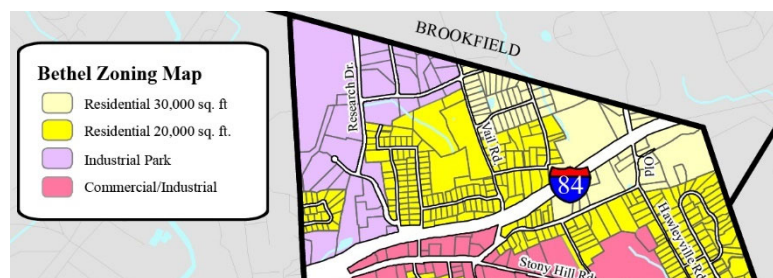 BROOKFIELD
Bethel Zoning Map
Residential 30,000 sq. ft
Residential 20,000 sq. ft.
Industrial Park
Commercial/Industrial
Research Dr.
Vail Rd.
Old
84
Hawleyville Rd
Stony Hill Rd.